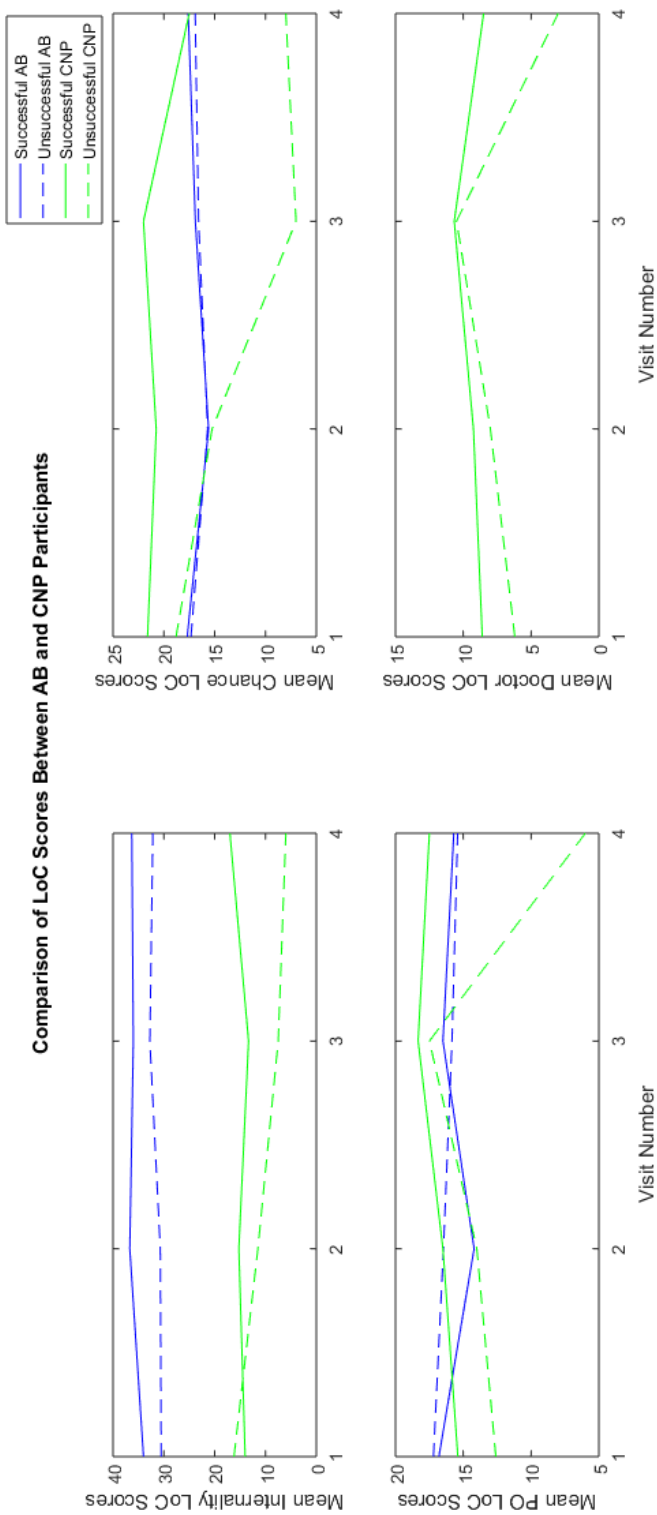 Comparison of LoC Scores Between AB and CNP Participants
Successful AB
Unsuccessful AB
Successful CNP
Unsuccessful CNP
Mean Internality LoC Scores
40
30
20
10
0
1 2 3 4
Mean Chance LoC Scores
25
20
15
10
5
1 2 3 4
Mean PO LoC Scores
20
15
10
5
1 2 3 4
Visit Number
Mean Doctor LoC Scores
15
10
5
0
1 2 3 4
Visit Number